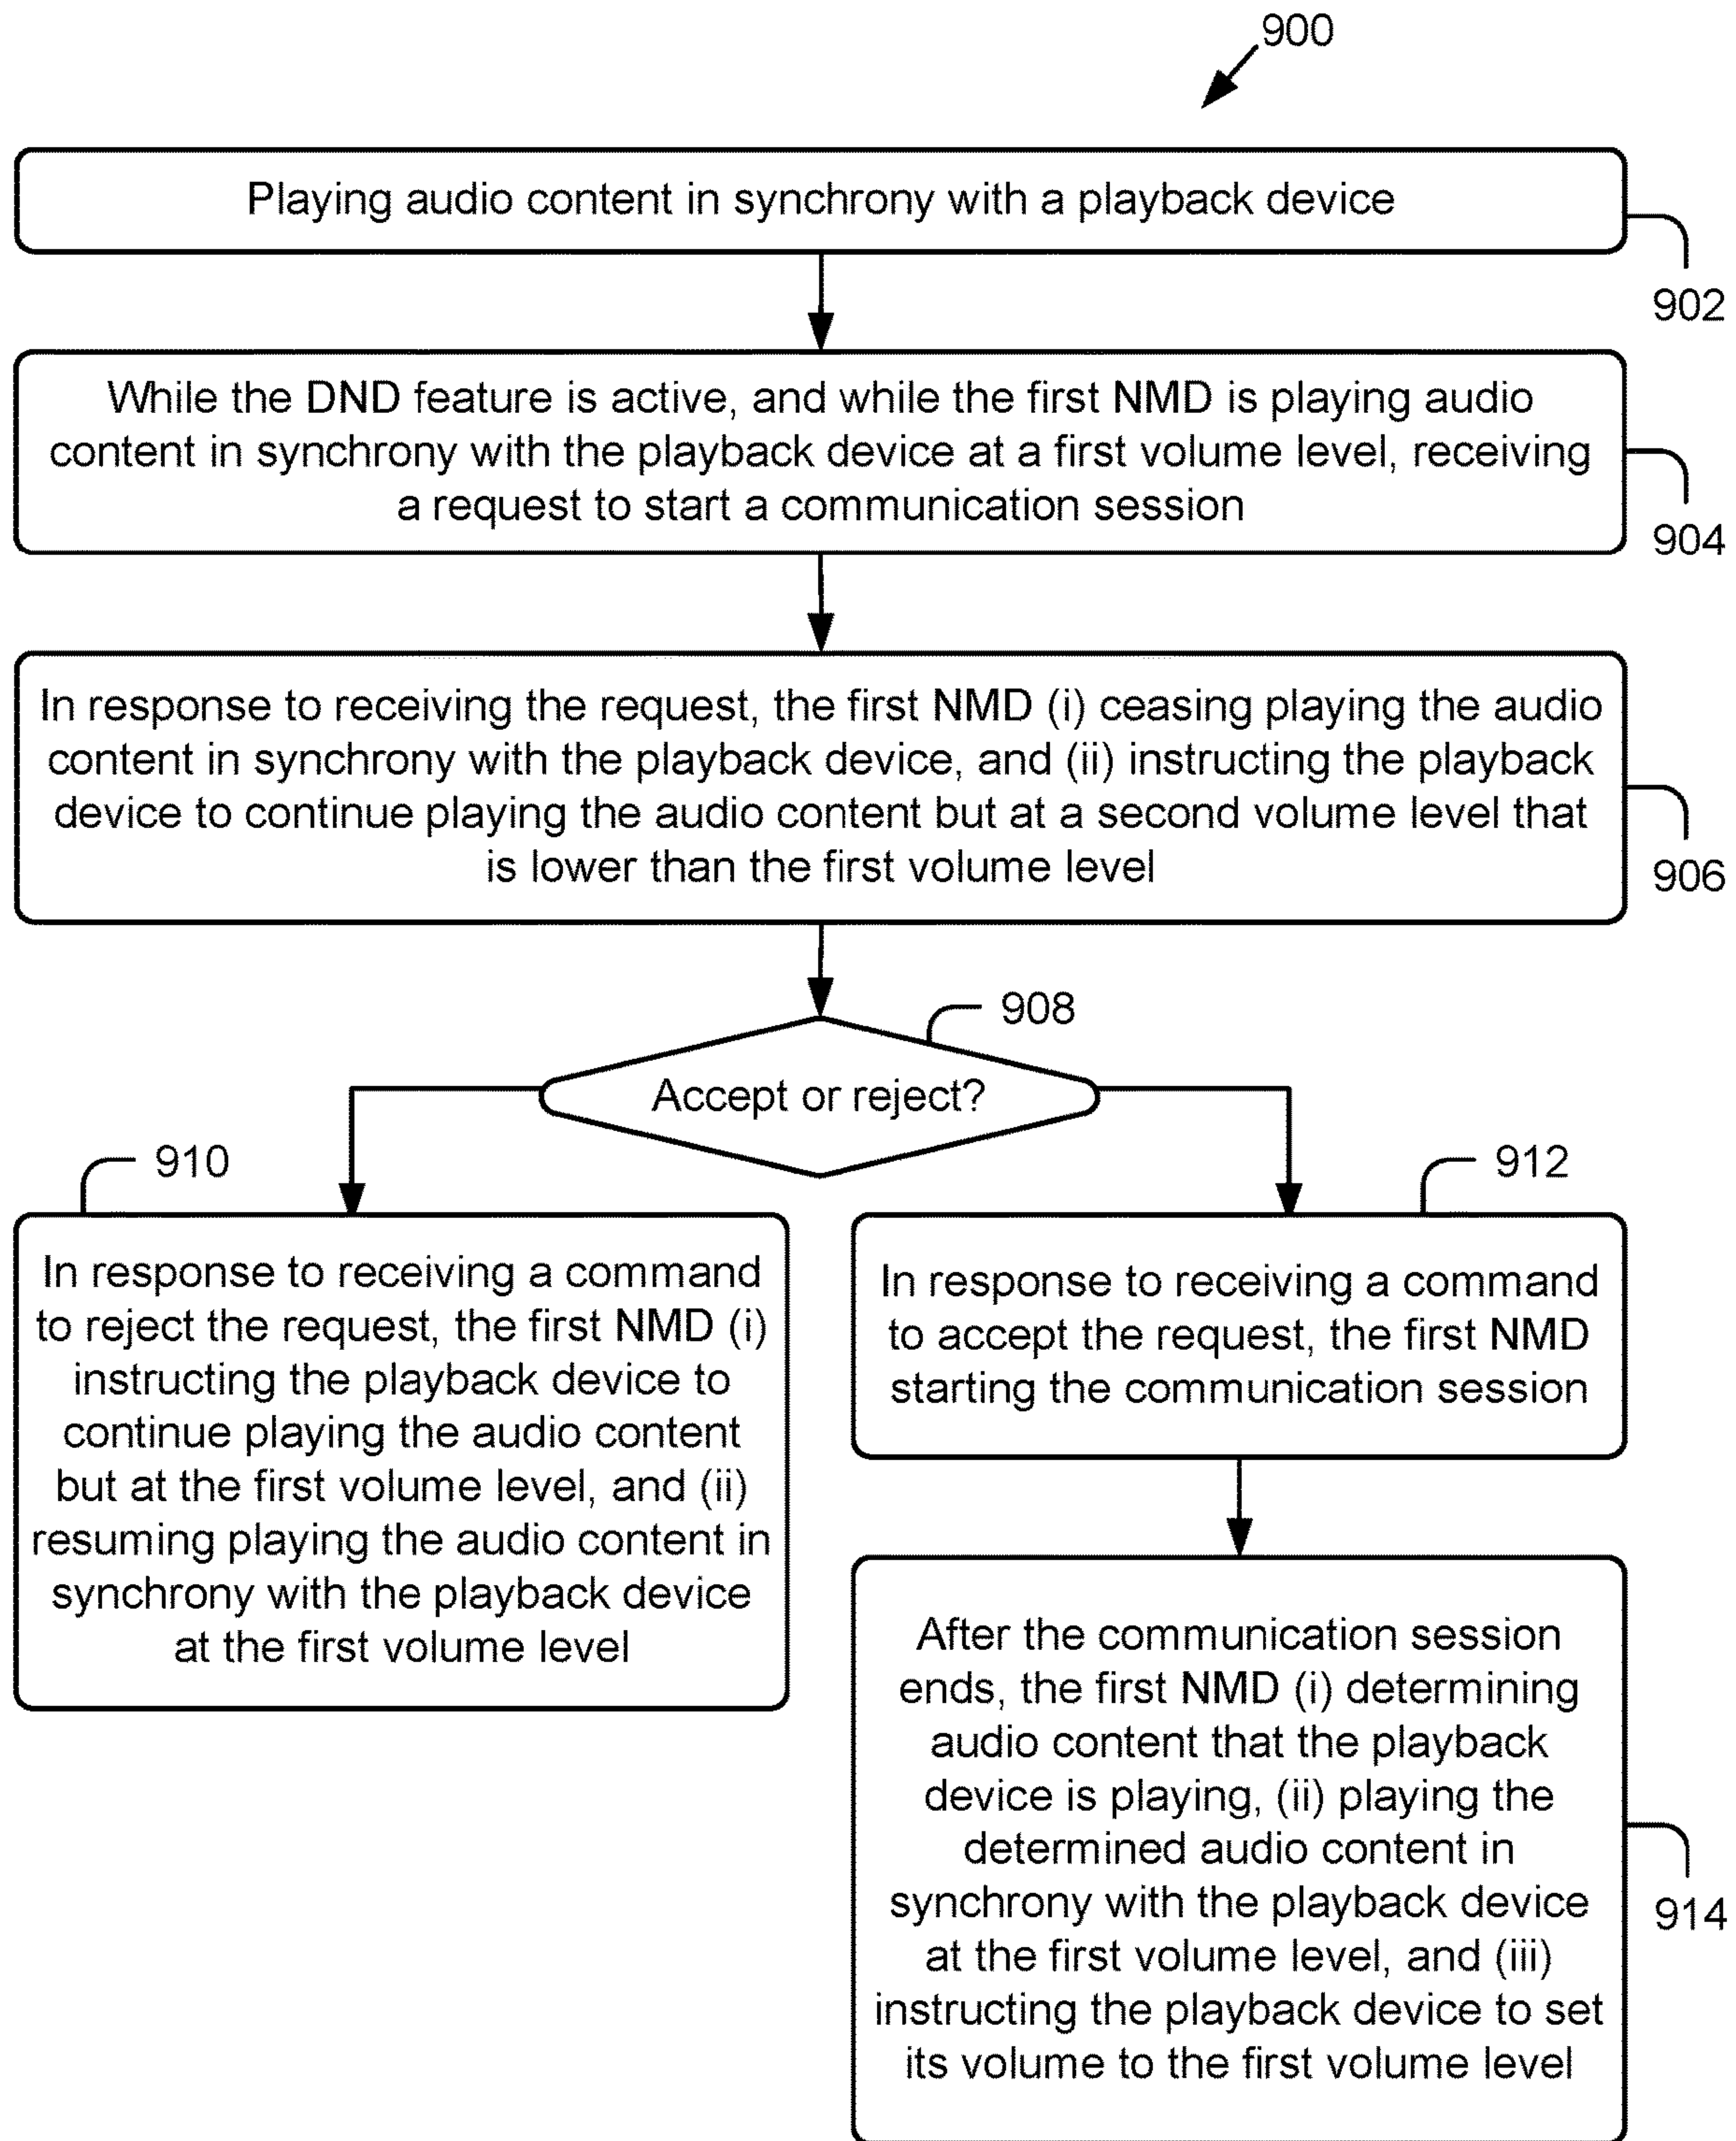 900
Playing audio content in synchrony with a playback device
902
While the DND feature is active, and while the first NMD is playing audio
content in synchrony with the playback device at a first volume level, receiving
a request to start a communication session
904
In response to receiving the request, the first NMD (i) ceasing playing the audio
content in synchrony with the playback device, and (ii) instructing the playback
device to continue playing the audio content but at a second volume level that
is lower than the first volume level
906
908
Accept or reject?
910
In response to receiving a command
to reject the request, the first NMD (i)
instructing the playback device to
continue playing the audio content
but at the first volume level, and (ii)
resuming playing the audio content in
synchrony with the playback device
at the first volume level
912
In response to receiving a command
to accept the request, the first NMD
starting the communication session
After the communication session
ends, the first NMD (i) determining
audio content that the playback
device is playing, (ii) playing the
determined audio content in
synchrony with the playback device
at the first volume level, and (iii)
instructing the playback device to set
its volume to the first volume level
914